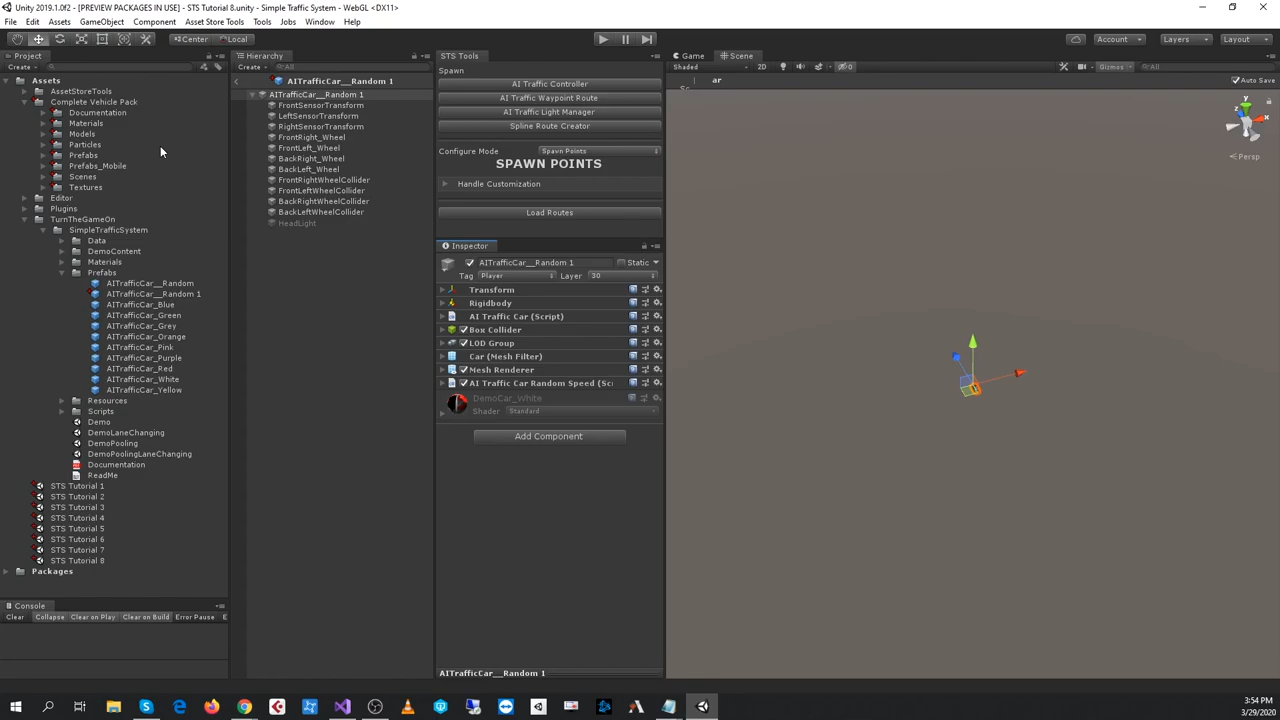 Unity 2019.1.0f2 - [PREVIEW PACKAGES IN USE] - STS Tutorial 8.unity - Simple Traffic System - WebGL <DX11>
File Edit Assets GameObject Component Asset Store Tools Tools Jobs Window Help
Center Local Account Layers Layout
Project
Create
Assets
AssetStoreTools
Complete Vehicle Pack
Documentation
Materials
Models
Particles
Prefabs
Prefabs_Mobile
Scenes
Textures
Editor
Plugins
TurnTheGameOn
SimpleTrafficSystem
Data
DemoContent
Materials
Prefabs
AITrafficCar__Random
AITrafficCar__Random 1
AITrafficCar_Blue
AITrafficCar_Green
AITrafficCar_Grey
AITrafficCar_Orange
AITrafficCar_Pink
AITrafficCar_Purple
AITrafficCar_Red
AITrafficCar_White
AITrafficCar_Yellow
Resources
Scripts
Demo
DemoLaneChanging
DemoPooling
DemoPoolingLaneChanging
Documentation
ReadMe
STS Tutorial 1
STS Tutorial 2
STS Tutorial 3
STS Tutorial 4
STS Tutorial 5
STS Tutorial 6
STS Tutorial 7
STS Tutorial 8
Packages
Console
Clear Collapse Clear on Play Clear on Build Error Pause E
Hierarchy
Create All
AITrafficCar__Random 1
AITrafficCar__Random 1
FrontSensorTransform
LeftSensorTransform
RightSensorTransform
FrontRight_Wheel
FrontLeft_Wheel
BackRight_Wheel
BackLeft_Wheel
FrontRightWheelCollider
FrontLeftWheelCollider
BackRightWheelCollider
BackLeftWheelCollider
HeadLight
STS Tools
Spawn
AI Traffic Controller
AI Traffic Waypoint Route
AI Traffic Light Manager
Spline Route Creator
Configure Mode Spawn Points
SPAWN POINTS
Handle Customization
Load Routes
Inspector
AITrafficCar__Random 1 Static
Tag Player Layer 30
Transform
Rigidbody
AI Traffic Car (Script)
Box Collider
LOD Group
Car (Mesh Filter)
Mesh Renderer
AI Traffic Car Random Speed (Sc
DemoCar_White
Shader Standard
Add Component
AITrafficCar__Random 1
Game Scene
Shaded 2D 0 Gizmos All
ar
Sc
Auto Save
y
z
x
Persp
3:54 PM
3/29/2020